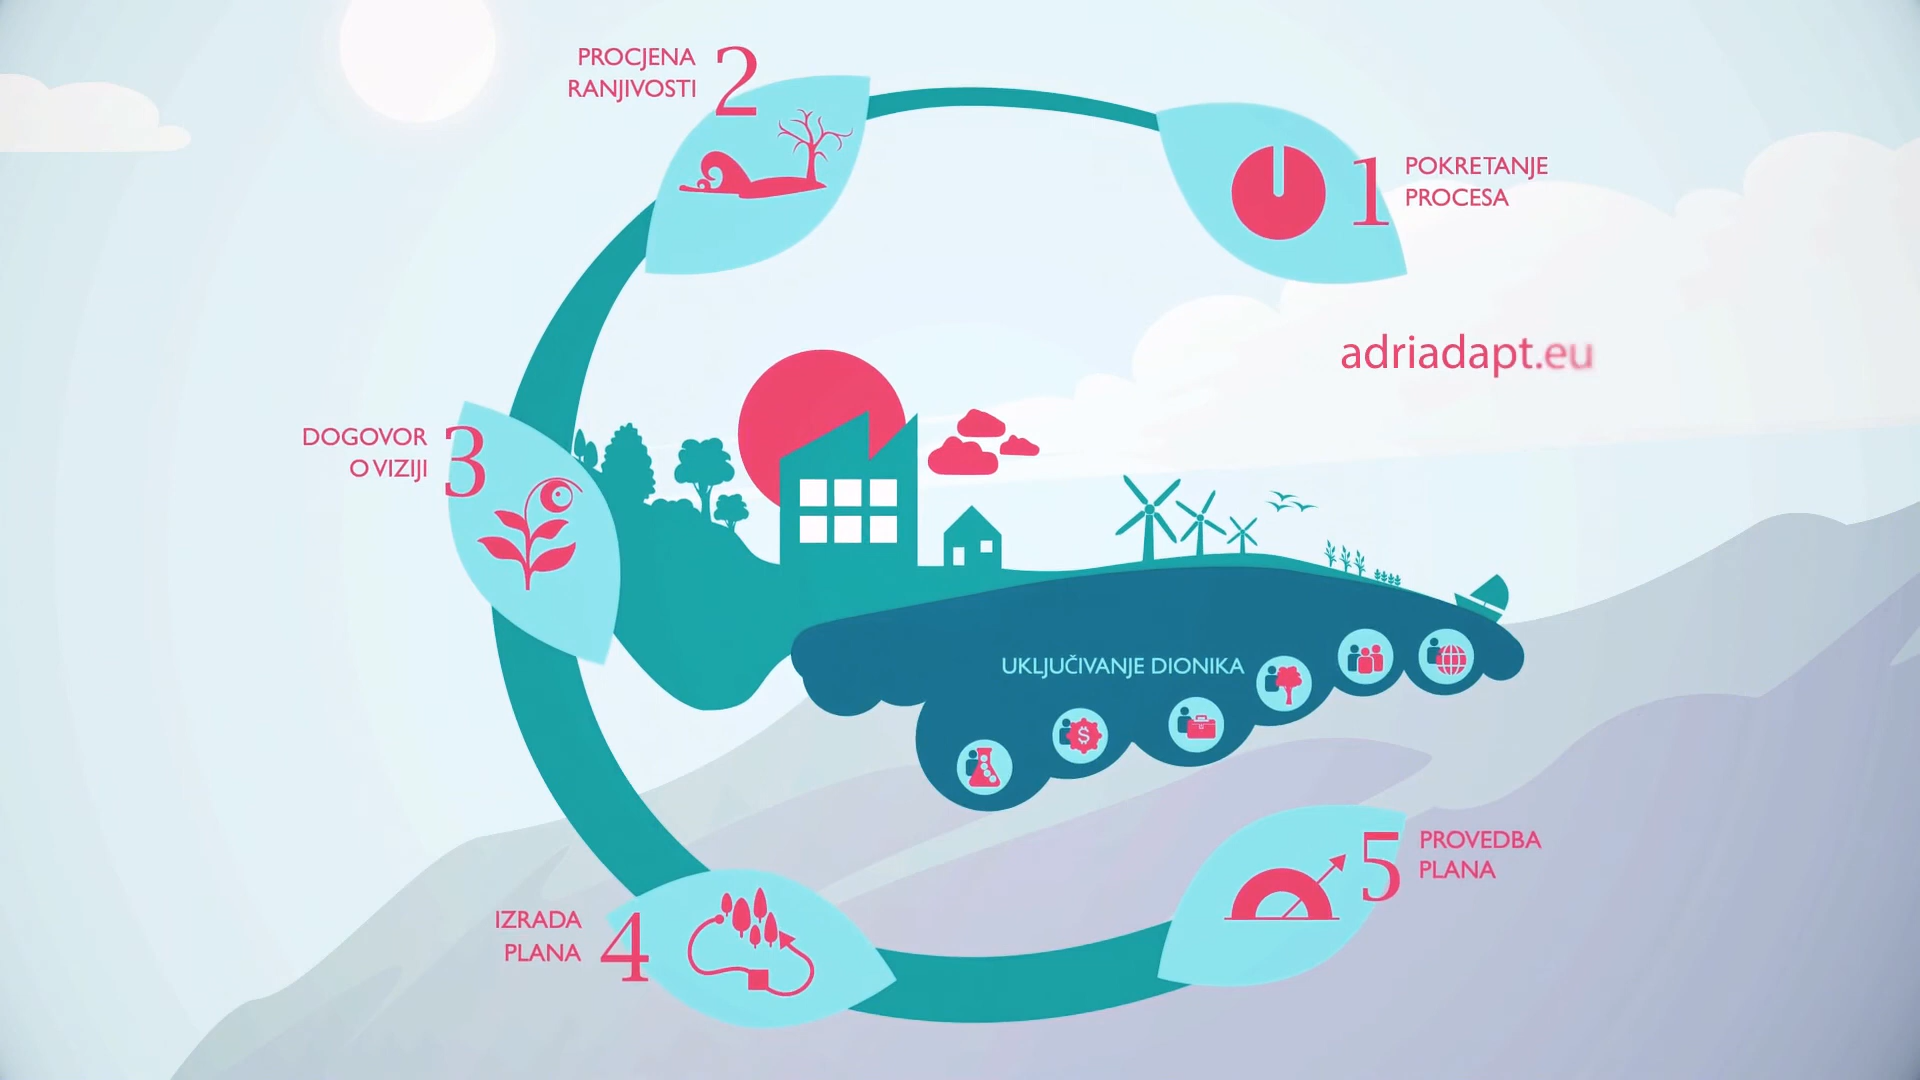 1
POKRETANJE
PROCESA
2
PROCJENA
RANJIVOSTI
3
DOGOVOR
O VIZIJI
4
IZRADA
PLANA
5
PROVEDBA
PLANA
adriadapt.eu
UKLJUČIVANJE DIONIKA
$